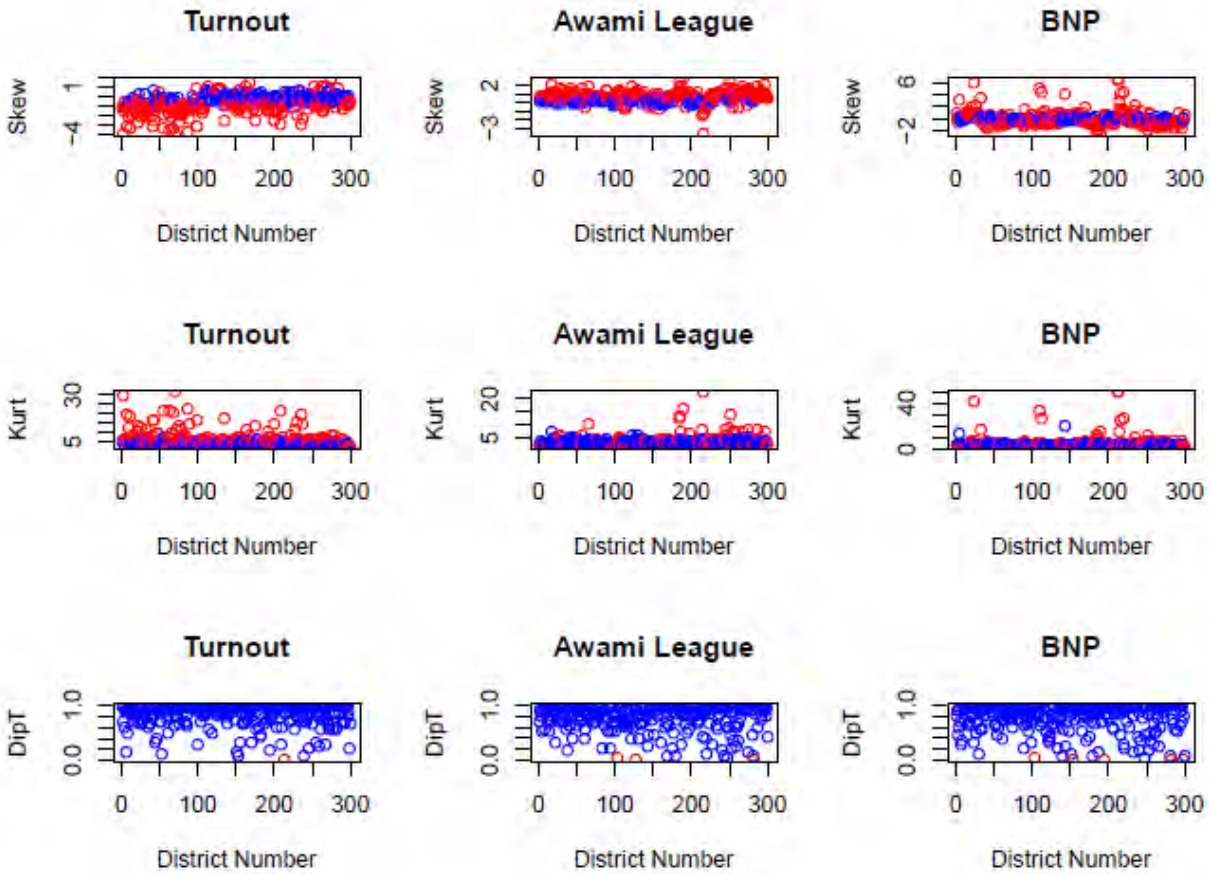 Turnout Awami League BNP
Skew 1 -4 Skew 2 -3 Skew 6 -2
0 100 200 300 0 100 200 300 0 100 200 300
District Number District Number District Number
Turnout Awami League BNP
Kurt 30 5 Kurt 20 5 Kurt 40 0
0 100 200 300 0 100 200 300 0 100 200 300
District Number District Number District Number
Turnout Awami League BNP
DipT 1.0 0.0 DipT 1.0 0.0 DipT 1.0 0.0
0 100 200 300 0 100 200 300 0 100 200 300
District Number District Number District Number